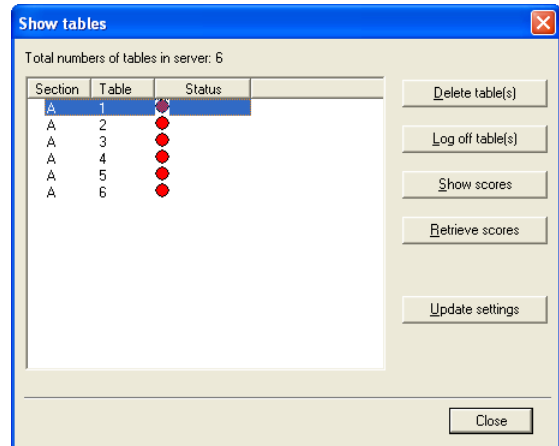 Show tables
Total numbers of tables in server: 6
Section Table Status
A 1
A 2
A 3
A 4
A 5
A 6
Delete table(s)
Log off table(s)
Show scores
Retrieve scores
Update settings
Close